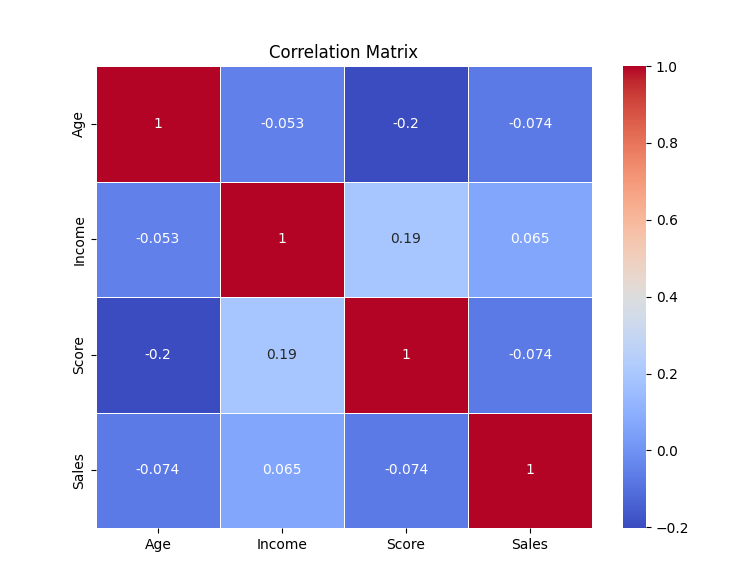 Correlation Matrix
Age 1 -0.053 -0.2 -0.074
Income -0.053 1 0.19 0.065
Score -0.2 0.19 1 -0.074
Sales -0.074 0.065 -0.074 1
Age Income Score Sales
1.0
0.8
0.6
0.4
0.2
0.0
−0.2